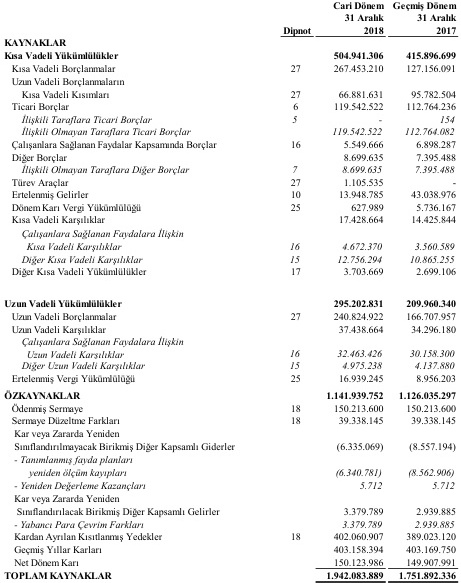 Cari Dönem Geçmiş Dönem
31 Aralık 31 Aralık
Dipnot 2018 2017
KAYNAKLAR
Kısa Vadeli Yükümlülükler 504.941.306 415.896.699
Kısa Vadeli Borçlanmalar 27 267.453.210 127.156.091
Uzun Vadeli Borçlanmaların
Kısa Vadeli Kısımları 27 66.881.631 95.782.504
Ticari Borçlar 6 119.542.522 112.764.236
İlişkili Taraflara Ticari Borçlar 5 - 154
İlişkili Olmayan Taraflara Ticari Borçlar 119.542.522 112.764.082
Çalışanlara Sağlanan Faydalar Kapsamında Borçlar 16 5.549.666 6.898.287
Diğer Borçlar 8.699.635 7.395.488
İlişkili Olmayan Taraflara Diğer Borçlar 7 8.699.635 7.395.488
Türev Araçlar 27 1.105.535 -
Ertelenmiş Gelirler 10 13.948.785 43.038.976
Dönem Karı Vergi Yükümlülüğü 25 627.989 5.736.167
Kısa Vadeli Karşılıklar 17.428.664 14.425.844
Çalışanlara Sağlanan Faydalara İlişkin
Kısa Vadeli Karşılıklar 16 4.672.370 3.560.589
Diğer Kısa Vadeli Karşılıklar 15 12.756.294 10.865.255
Diğer Kısa Vadeli Yükümlülükler 17 3.703.669 2.699.106
Uzun Vadeli Yükümlülükler 295.202.831 209.960.340
Uzun Vadeli Borçlanmalar 27 240.824.922 166.707.957
Uzun Vadeli Karşılıklar 37.438.664 34.296.180
Çalışanlara Sağlanan Faydalara İlişkin
Uzun Vadeli Karşılıklar 16 32.463.426 30.158.300
Diğer Uzun Vadeli Karşılıklar 15 4.975.238 4.137.880
Ertelenmiş Vergi Yükümlülüğü 25 16.939.245 8.956.203
ÖZKAYNAKLAR 1.141.939.752 1.126.035.297
Ödenmiş Sermaye 18 150.213.600 150.213.600
Sermaye Düzeltme Farkları 18 39.338.145 39.338.145
Kar veya Zararda Yeniden
Sınıflandırılmayacak Birikmiş Diğer Kapsamlı Giderler (6.335.069) (8.557.194)
- Tanımlanmış fayda planları
yeniden ölçüm kayıpları (6.340.781) (8.562.906)
- Yeniden Değerleme Kazançları 5.712 5.712
Kar veya Zararda Yeniden
Sınıflandırılacak Birikmiş Diğer Kapsamlı Gelirler 3.379.789 2.939.885
- Yabancı Para Çevrim Farkları 3.379.789 2.939.885
Kardan Ayrılan Kısıtlanmış Yedekler 18 402.060.907 389.023.120
Geçmiş Yıllar Karları 403.158.394 403.169.750
Net Dönem Karı 150.123.986 149.907.991
TOPLAM KAYNAKLAR 1.942.083.889 1.751.892.336